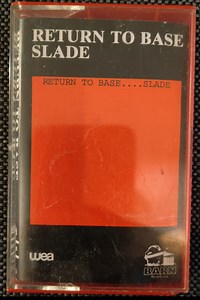 RETURN TO BASE
SLADE
RETURN TO BASE....SLADE
wea
BARN